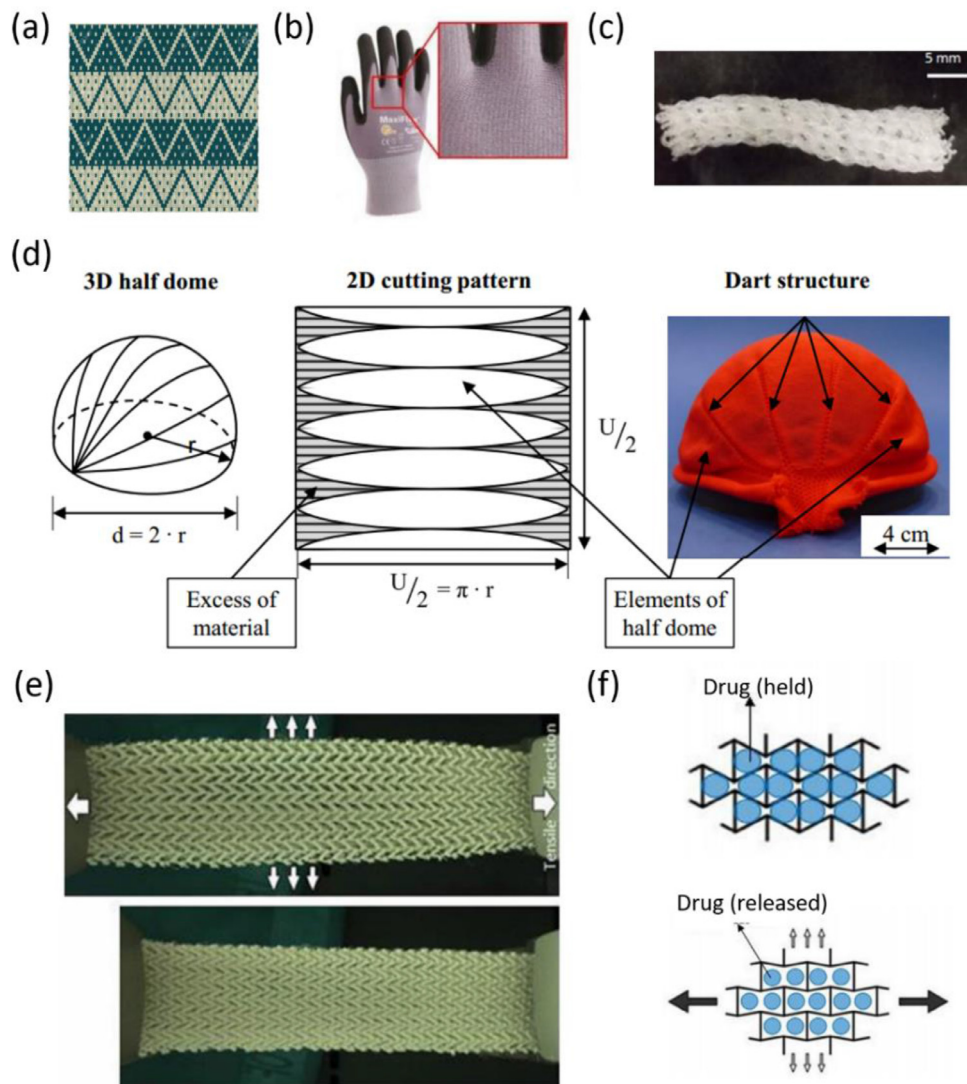 (a)
(b)
MaxiFlex
(c)
5 mm
(d)
3D half dome
2D cutting pattern
Dart structure
r
U/2
d = 2 · r
U/2 = π · r
4 cm
Excess of
material
Elements of
half dome
(e)
Tensile direction
(f)
Drug (held)
Drug (released)